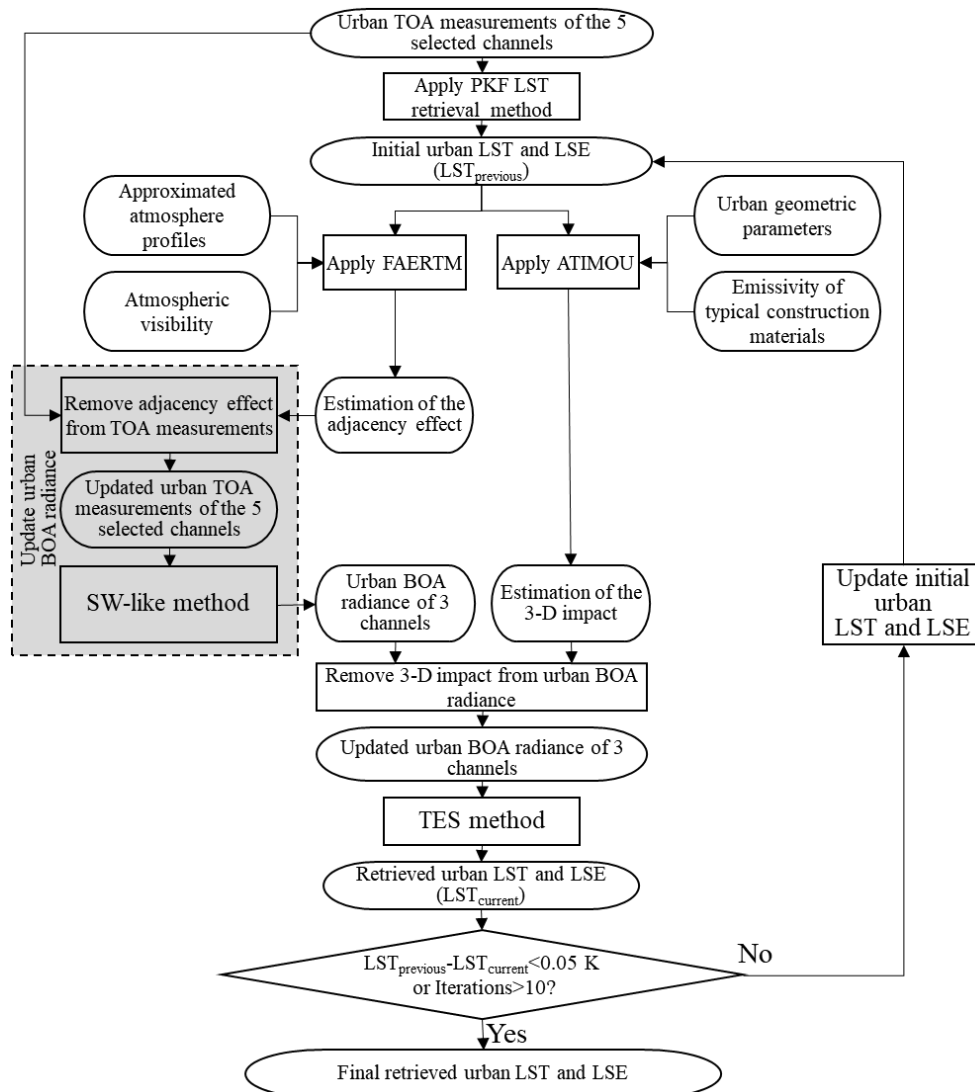 Urban TOA measurements of the 5
selected channels
Apply PKF LST
retrieval method
Initial urban LST and LSE
(LSTprevious)
Approximated
atmosphere
profiles
Atmospheric
visibility
Apply FAERTM
Apply ATIMOU
Urban geometric
parameters
Emissivity of
typical construction
materials
Update urban
BOA radiance
Remove adjacency effect
from TOA measurements
Estimation of the
adjacency effect
Updated urban TOA
measurements of the
5 selected channels
SW-like method
Urban BOA
radiance of 3
channels
Estimation of the
3-D impact
Update initial
urban
LST and LSE
Remove 3-D impact from urban BOA
radiance
Updated urban BOA radiance of 3
channels
TES method
Retrieved urban LST and LSE
(LSTcurrent)
LSTprevious-LSTcurrent<0.05 K
or Iterations>10?
No
Yes
Final retrieved urban LST and LSE